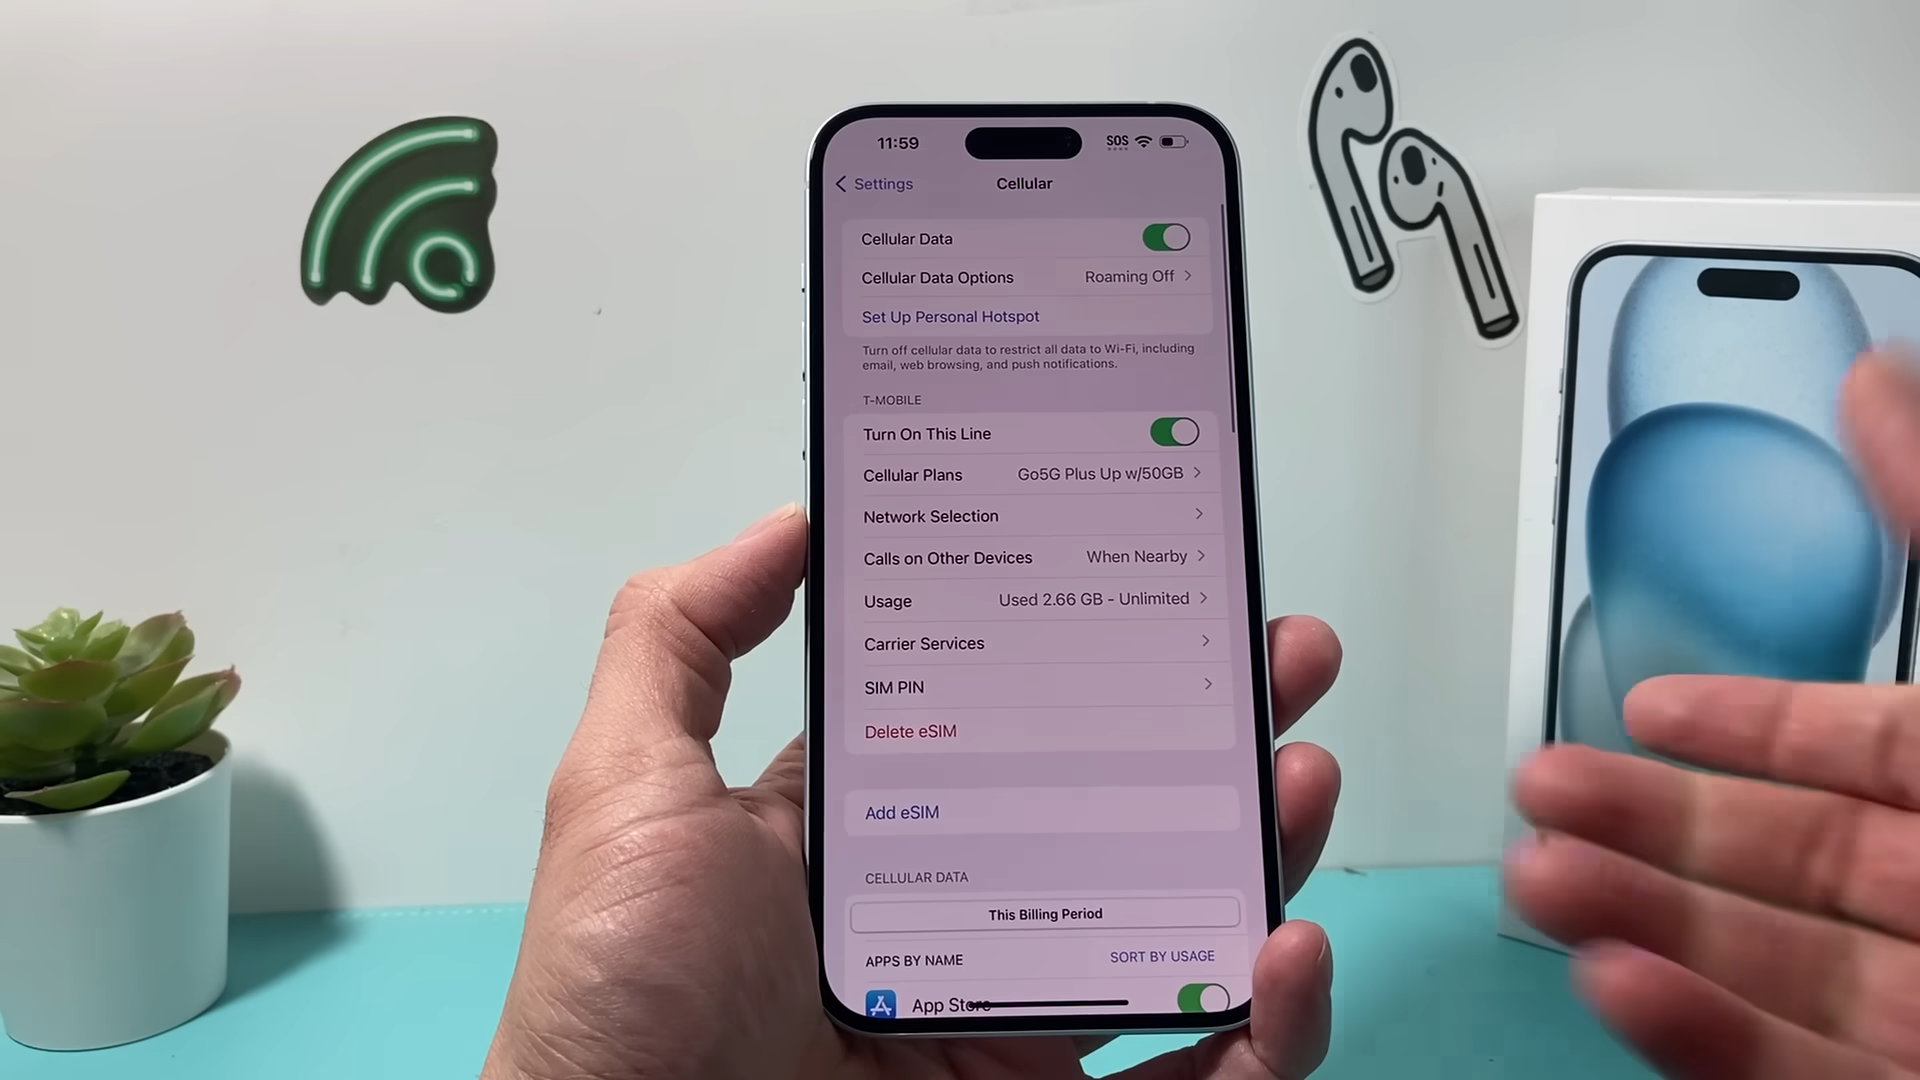 11:59
SOS
Settings
Cellular
Cellular Data
Cellular Data Options Roaming Off
Set Up Personal Hotspot
Turn off cellular data to restrict all data to Wi-Fi, including
email, web browsing, and push notifications.
T-MOBILE
Turn On This Line
Cellular Plans Go5G Plus Up w/50GB
Network Selection
Calls on Other Devices When Nearby
Usage Used 2.66 GB - Unlimited
Carrier Services
SIM PIN
Delete eSIM
Add eSIM
CELLULAR DATA
This Billing Period
APPS BY NAME SORT BY USAGE
App Store